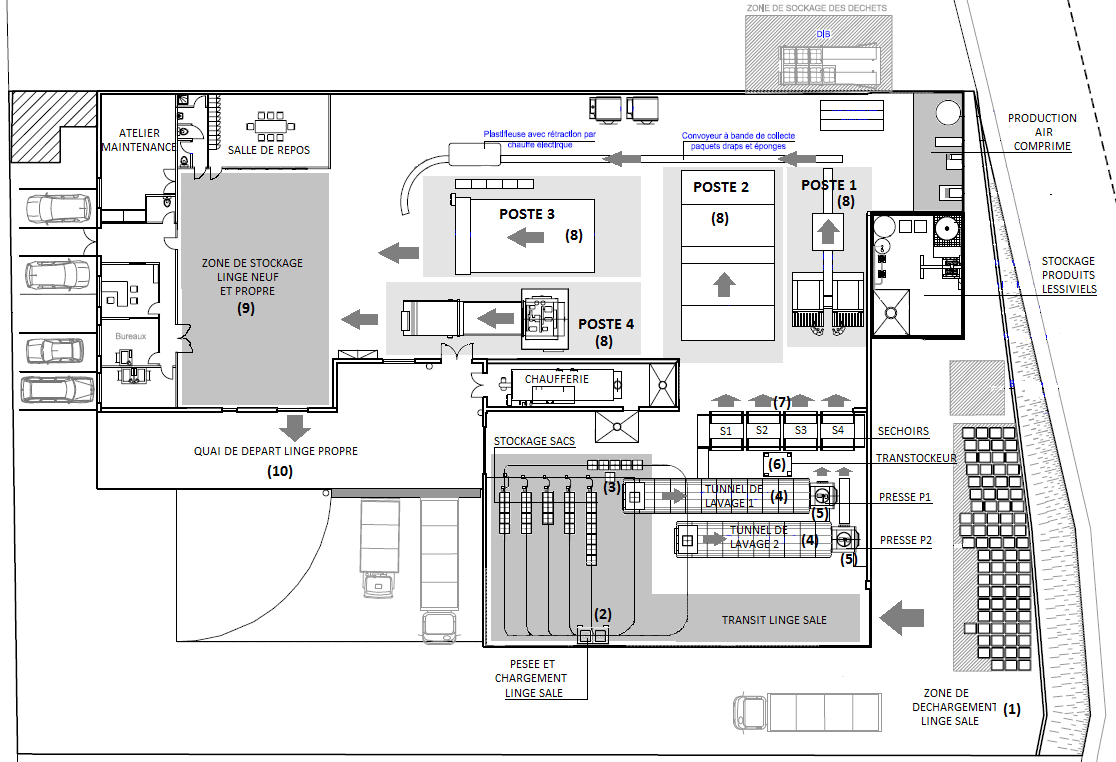 ZONE DE SOCKAGE DES DECHETS
DIB
ATELIER
MAINTENANCE
SALLE DE REPOS
Plastifieuse avec rétraction par
chauffe électrique
Convoyeur à bande de collecte
paquets draps et éponges
PRODUCTION
AIR
COMPRIME
POSTE 1
(8)
POSTE 2
(8)
POSTE 3
(8)
ZONE DE STOCKAGE
LINGE NEUF
ET PROPRE
(9)
STOCKAGE
PRODUITS
LESSIVIELS
POSTE 4
(8)
Bureaux
CHAUFFERIE
(7)
S1
S2
S3
S4
SECHOIRS
QUAI DE DEPART LINGE PROPRE
(10)
STOCKAGE SACS
(6)
TRANSTOCKEUR
(3)
TUNNEL DE
LAVAGE 1
(4)
PRESSE P1
(5)
TUNNEL DE
LAVAGE 2
(4)
PRESSE P2
(5)
(2)
TRANSIT LINGE SALE
PESEE ET
CHARGEMENT
LINGE SALE
ZONE DE
DECHARGEMENT
LINGE SALE
(1)